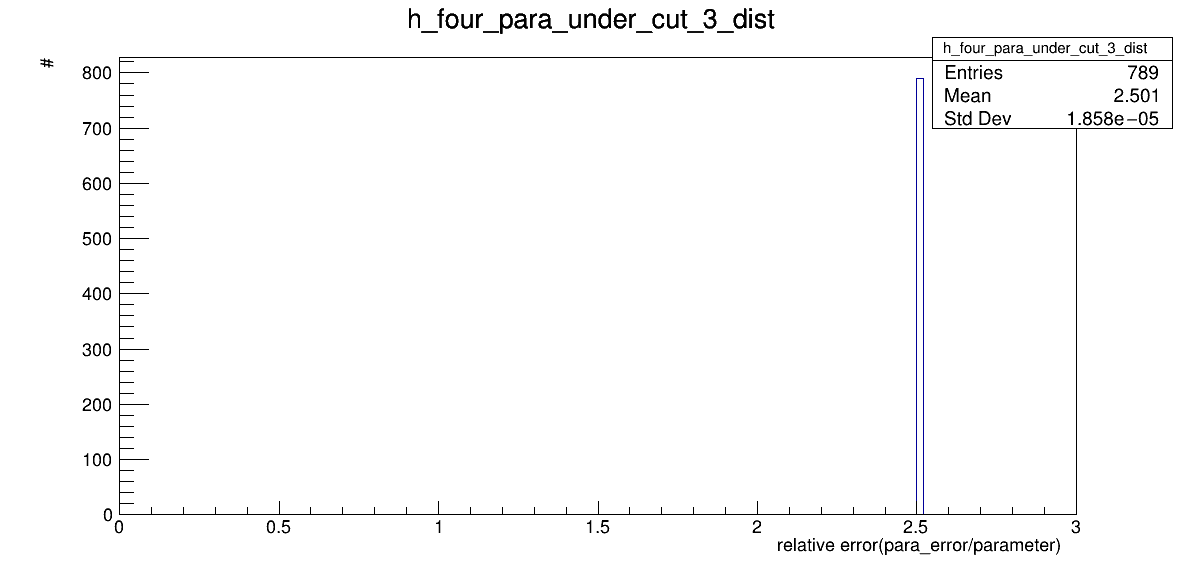 h_four_para_under_cut_3_dist
#
h_four_para_under_cut_3_dist
Entries 789
Mean 2.501
Std Dev 1.858e−05
800
700
600
500
400
300
200
100
0
0 0.5 1 1.5 2 2.5 3
relative error(para_error/parameter)